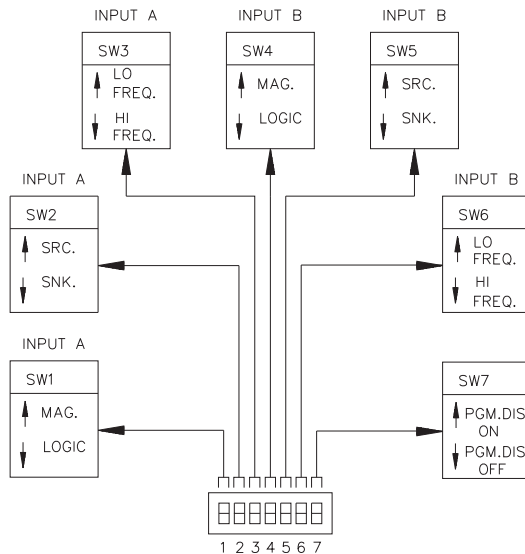 INPUT A
SW3
LO
FREQ.
HI
FREQ.
INPUT B
SW4
MAG.
LOGIC
INPUT B
SW5
SRC.
SNK.
INPUT A
SW2
SRC.
SNK.
INPUT B
SW6
LO
FREQ.
HI
FREQ.
INPUT A
SW1
MAG.
LOGIC
SW7
PGM.DIS
ON
PGM.DIS
OFF
1 2 3 4 5 6 7